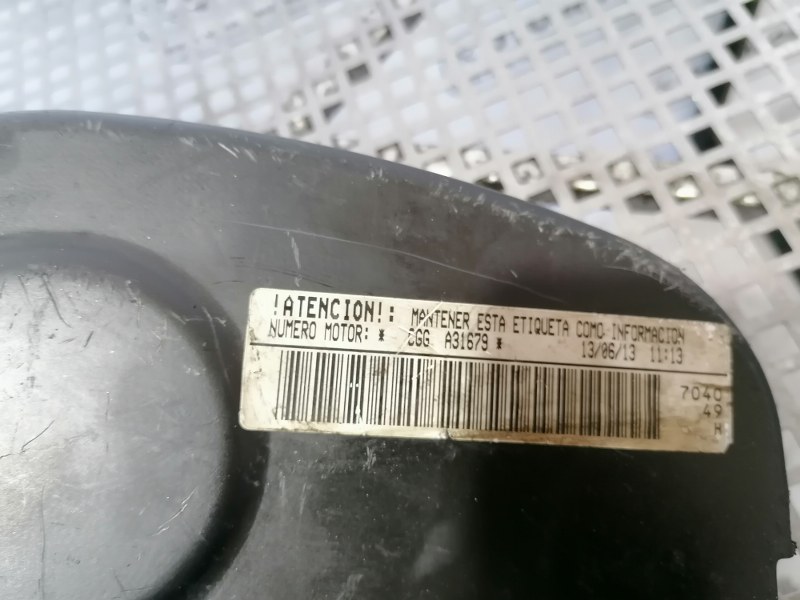 !ATENCION!: MANTENER ESTA ETIQUETA COMO INFORMACION
NUMERO MOTOR: * CGG A31679 * 13/06/13 11:13
7040
49
H